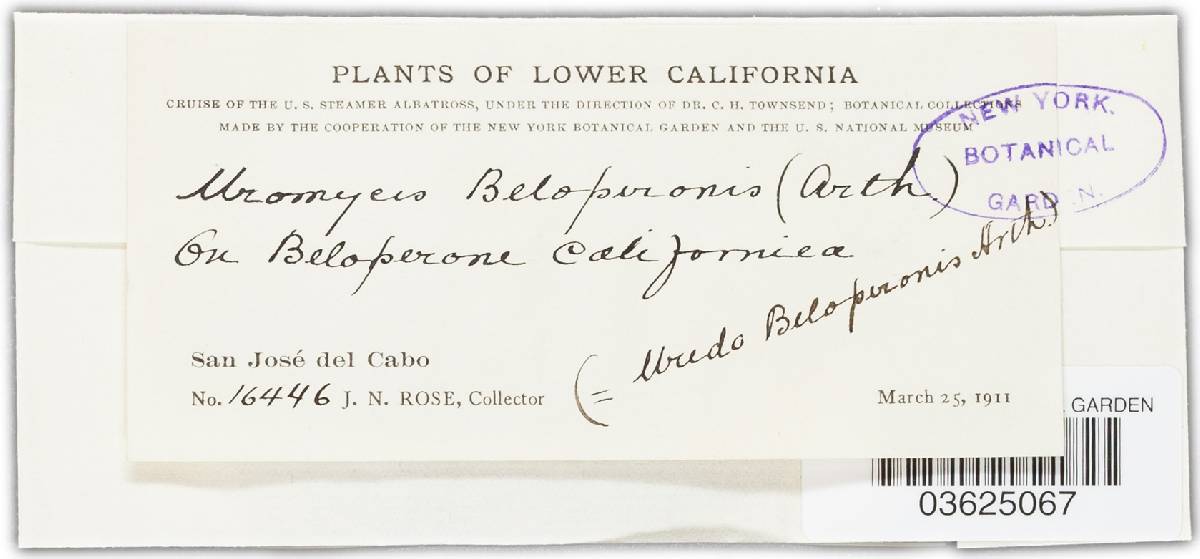 PLANTS OF LOWER CALIFORNIA
CRUISE OF THE U. S. STEAMER ALBATROSS, UNDER THE DIRECTION OF DR. C. H. TOWNSEND; BOTANICAL COLLECTIONS
MADE BY THE COOPERATION OF THE NEW YORK BOTANICAL GARDEN AND THE U. S. NATIONAL MUSEUM
NEW YORK.
BOTANICAL
GARDEN.
Uromyces Beloperonis (Arth.)
On Beloperone californica
(= Uredo Beloperonis Arth.)
San José del Cabo
No. 16446 J. N. ROSE, Collector
March 25, 1911
GARDEN
03625067